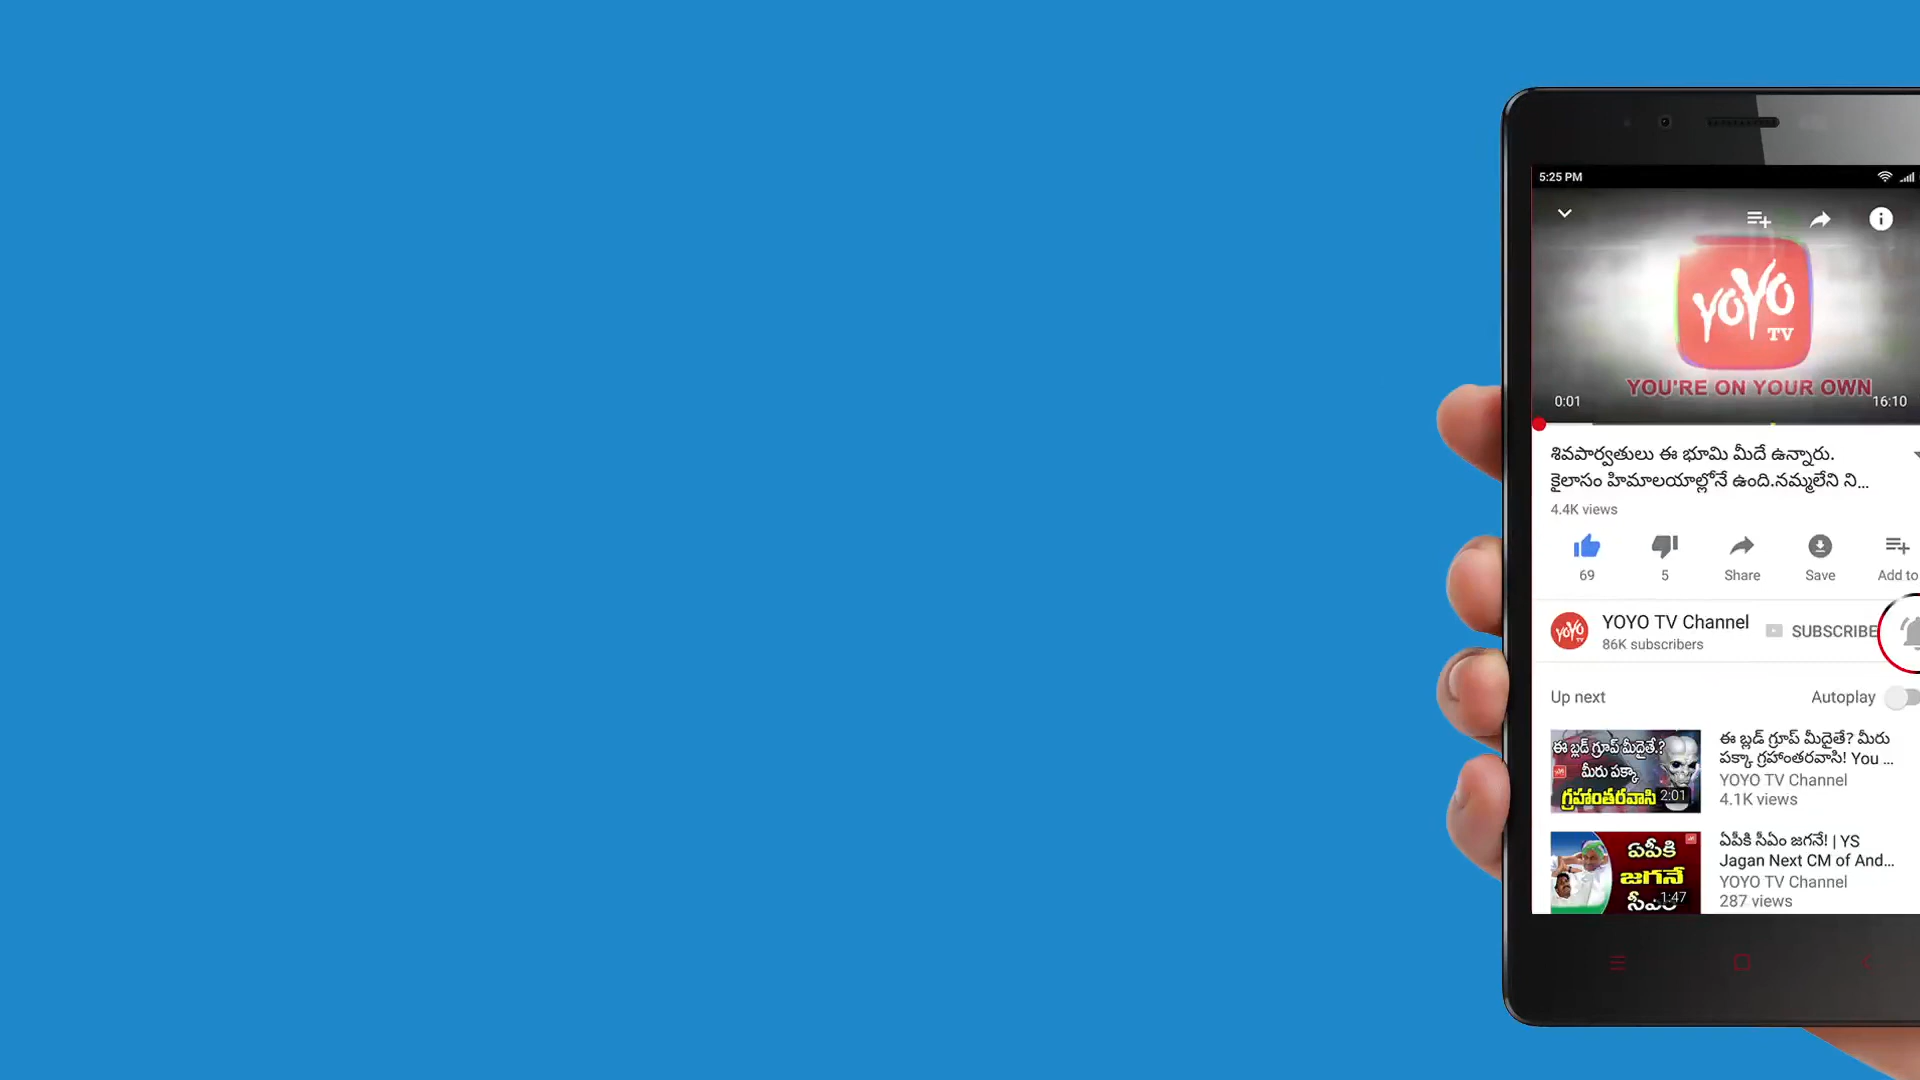 5:25 PM
YOYO
TV
YOU'RE ON YOUR OWN
0:01
16:10
శివపార్వతులు ఈ భూమి మీదే ఉన్నారు.
కైలాసం హిమాలయాల్లోనే ఉంది.నమ్మలేని ని...
4.4K views
69
5
Share
Save
Add to
YOYO TV
YOYO TV Channel
SUBSCRIBE
86K subscribers
Up next
Autoplay
ఈ బ్లడ్ గ్రూప్ మీదైతే.?
మీరు పక్కా
గ్రహాంతరవాసి
2:01
ఈ బ్లడ్ గ్రూప్ మీదైతే? మీరు
పక్కా గ్రహాంతరవాసి! You ...
YOYO TV Channel
4.1K views
ఏపీకి
జగనే
సీఎం
1:47
ఏపీకి సీఎం జగనే! | YS
Jagan Next CM of And...
YOYO TV Channel
287 views